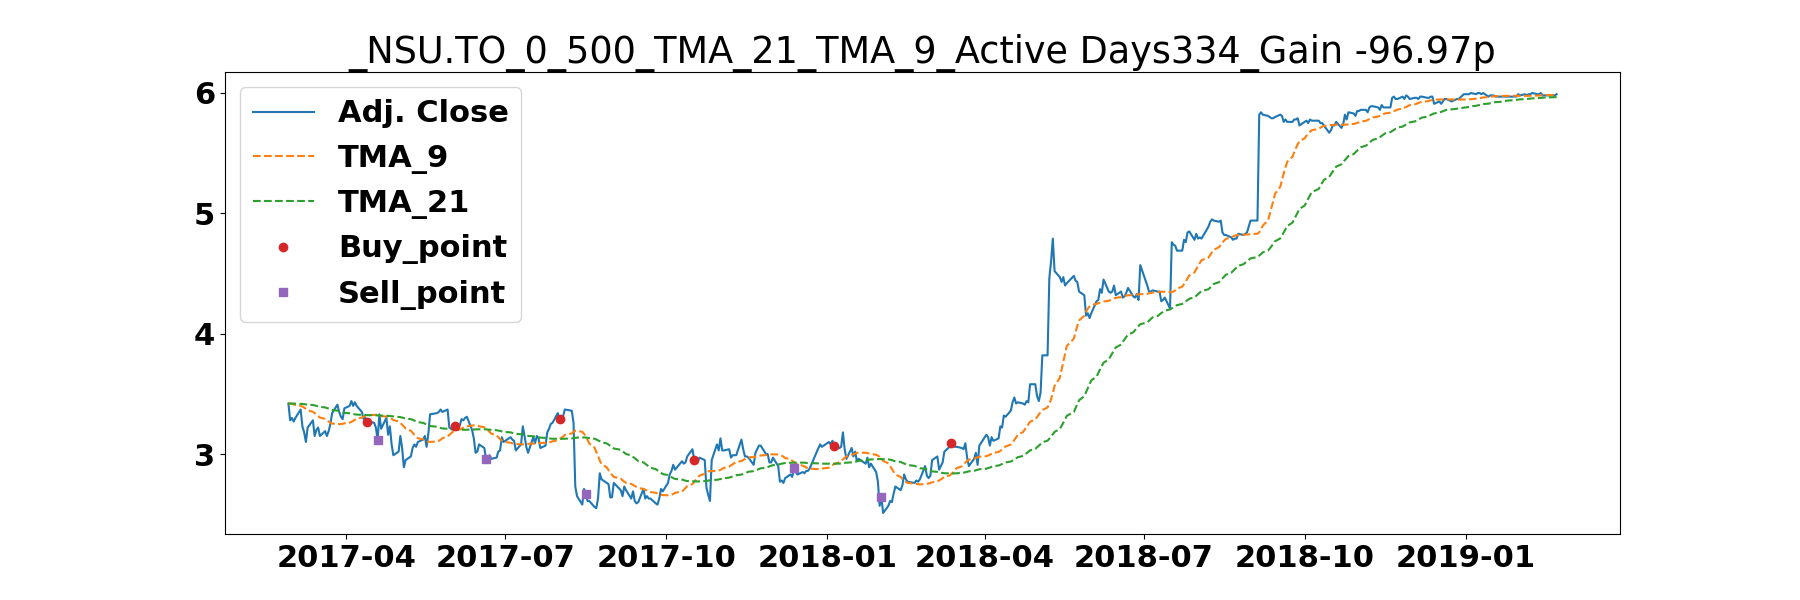 _NSU.TO_0_500_TMA_21_TMA_9_Active Days334_Gain -96.97p
6
5
4
3
Adj. Close
TMA_9
TMA_21
Buy_point
Sell_point
2017-04 2017-07 2017-10 2018-01 2018-04 2018-07 2018-10 2019-01